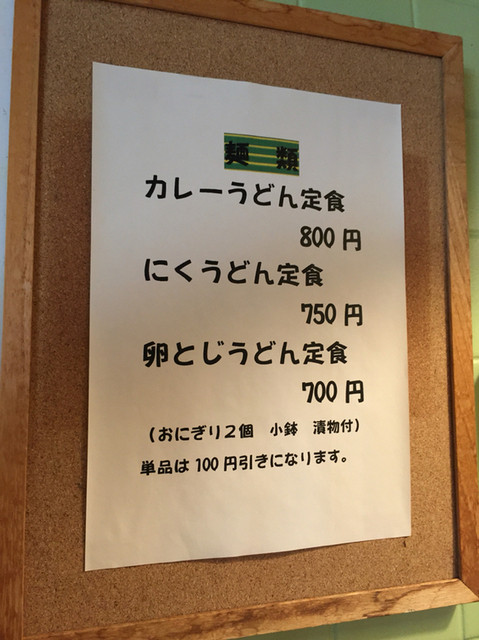 麺類
カレーうどん定食
800円
にくうどん定食
750円
卵とじうどん定食
700円
(おにぎり2個　小鉢　漬物付)
単品は100円引きになります。